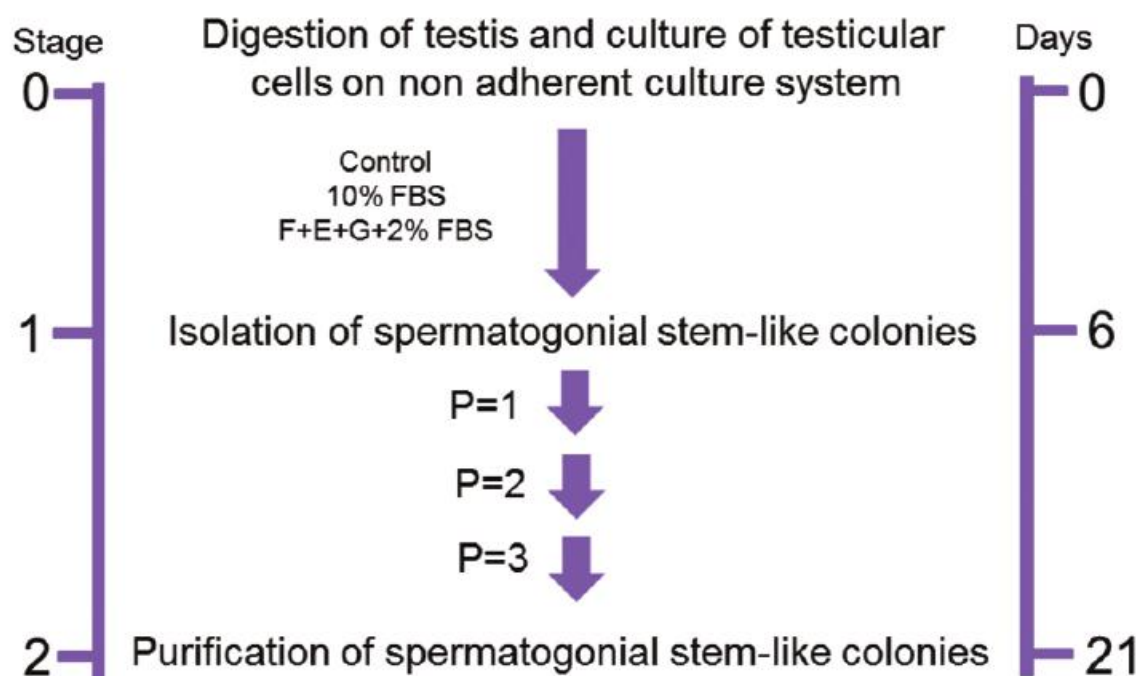 Stage
Digestion of testis and culture of testicular
cells on non adherent culture system
Days
0
0
Control
10% FBS
F+E+G+2% FBS
1
Isolation of spermatogonial stem-like colonies
6
P=1
P=2
P=3
2
Purification of spermatogonial stem-like colonies
21